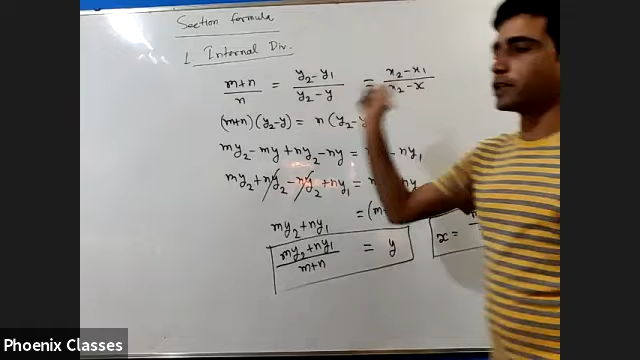 Section formula
1 Internal Div.
(m+n)/n = (y₂-y₁)/(y₂-y) = (x₂-x₁)/(x₂-x)
(m+n)(y₂-y) = n(y₂-y
my₂-my+ny₂-ny = - ny₁
my₂+ny₂-ny₂+ny₁ = ny
my₂+ny₁ = (m
(my₂+ny₁)/(m+n) = y
x =
Phoenix Classes